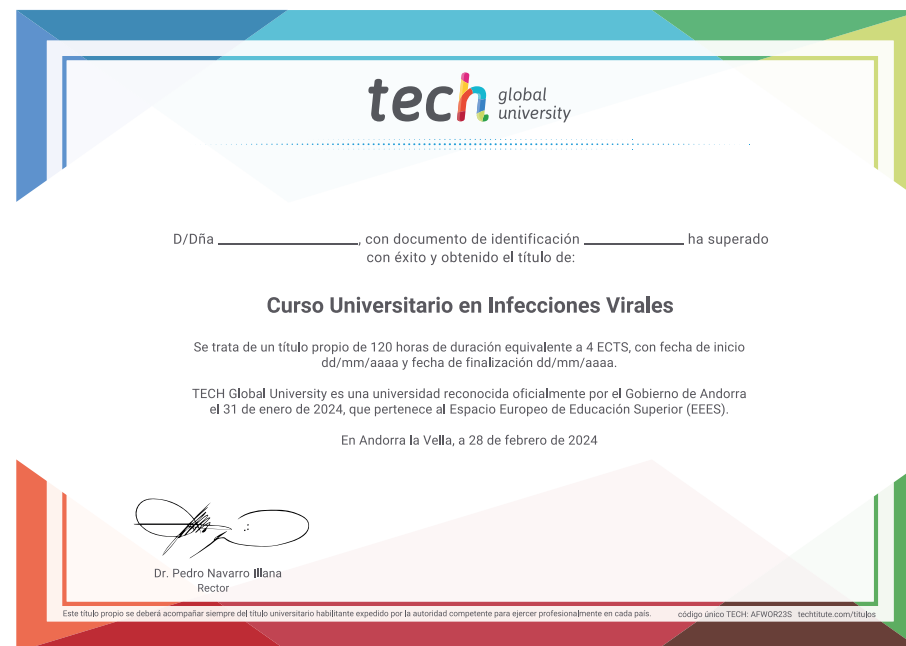 tech global
university
D/Dña ____________________, con documento de identificación ______________ ha superado
con éxito y obtenido el título de:
Curso Universitario en Infecciones Virales
Se trata de un título propio de 120 horas de duración equivalente a 4 ECTS, con fecha de inicio
dd/mm/aaaa y fecha de finalización dd/mm/aaaa.
TECH Global University es una universidad reconocida oficialmente por el Gobierno de Andorra
el 31 de enero de 2024, que pertenece al Espacio Europeo de Educación Superior (EEES).
En Andorra la Vella, a 28 de febrero de 2024
Dr. Pedro Navarro Illana
Rector
Este título propio se deberá acompañar siempre del título universitario habilitante expedido por la autoridad competente para ejercer profesionalmente en cada país. código único TECH: AFWOR23S techtitute.com/titulos